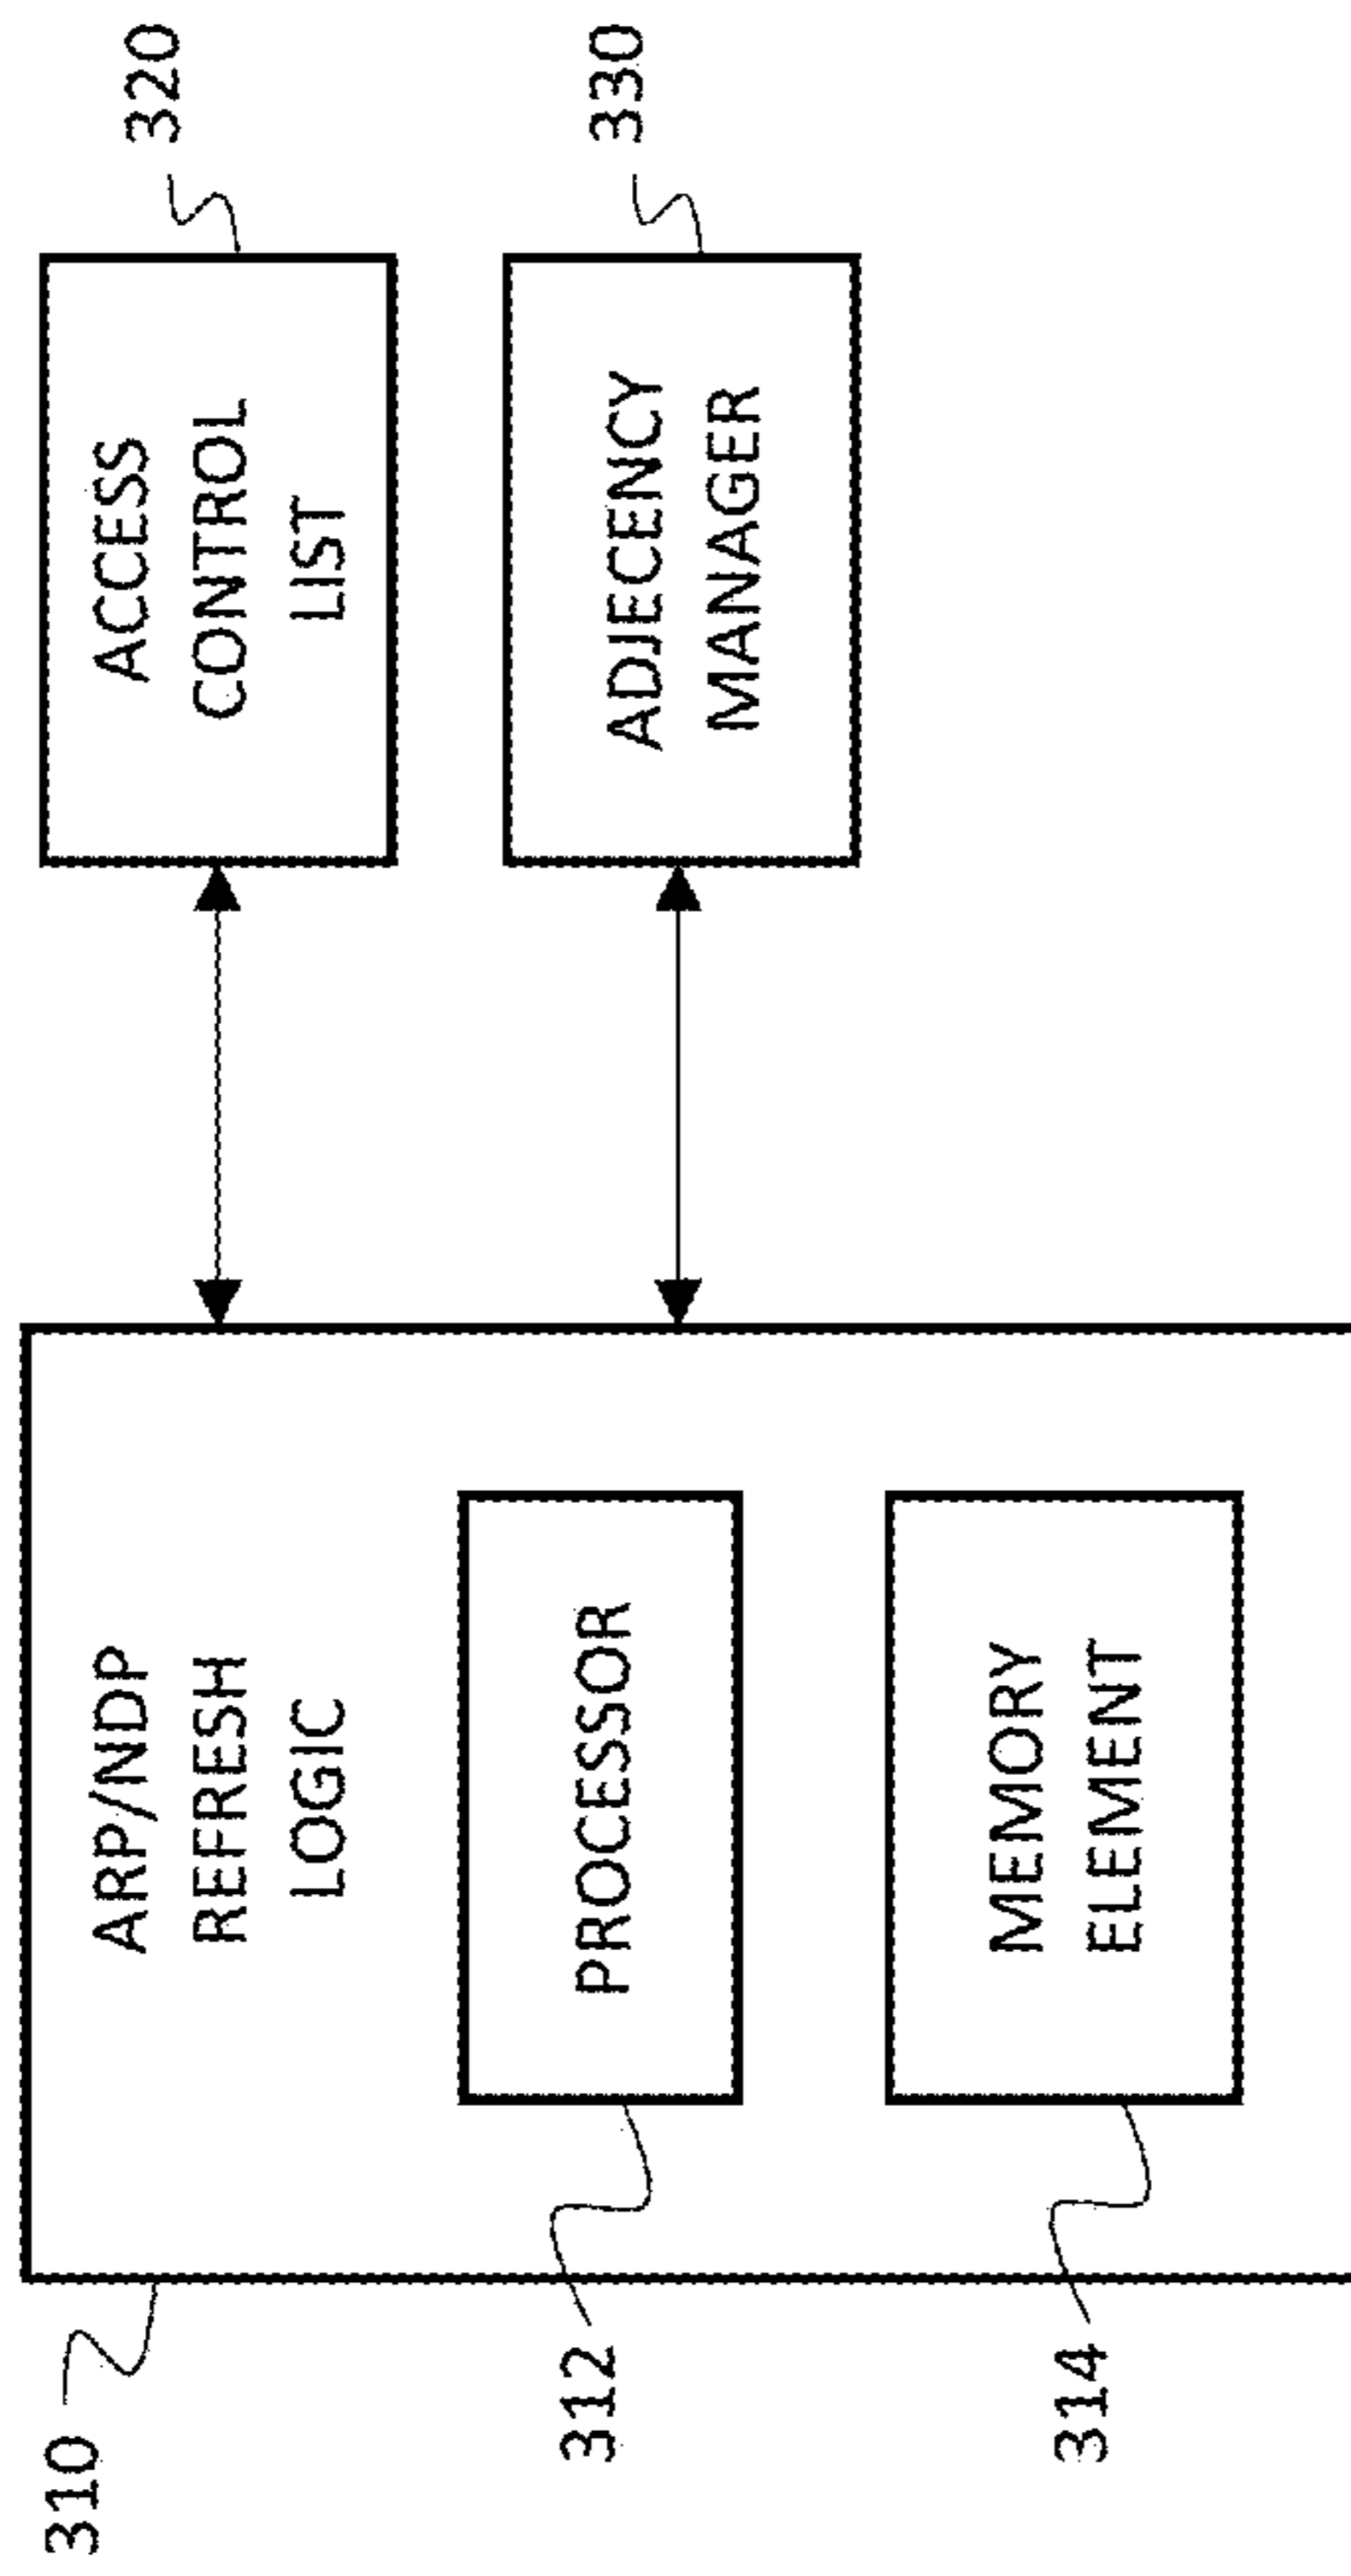 310
ARP/NDP
REFRESH
LOGIC
312
PROCESSOR
314
MEMORY
ELEMENT
320
ACCESS
CONTROL
LIST
330
ADJECENCY
MANAGER